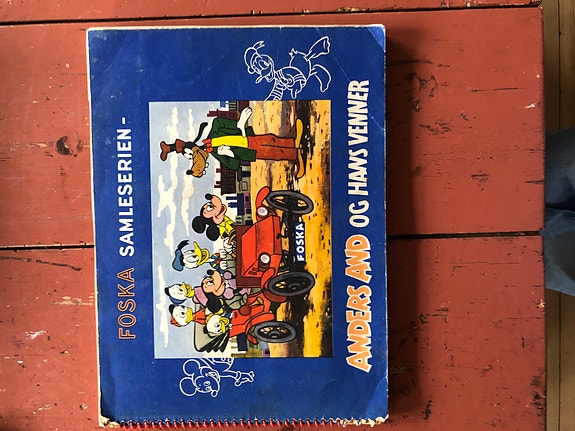 FOSKA SAMLESERIEN-
FOSKA-
ANDERS AND OG HANS VENNER